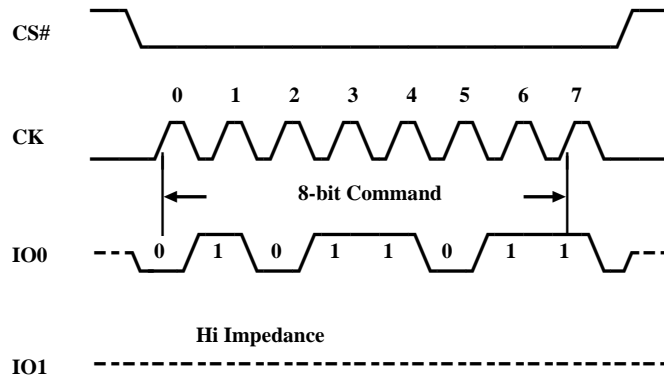 CS#
0 1 2 3 4 5 6 7
CK
8-bit Command
IO0
0 1 0 1 1 0 1 1
Hi Impedance
IO1